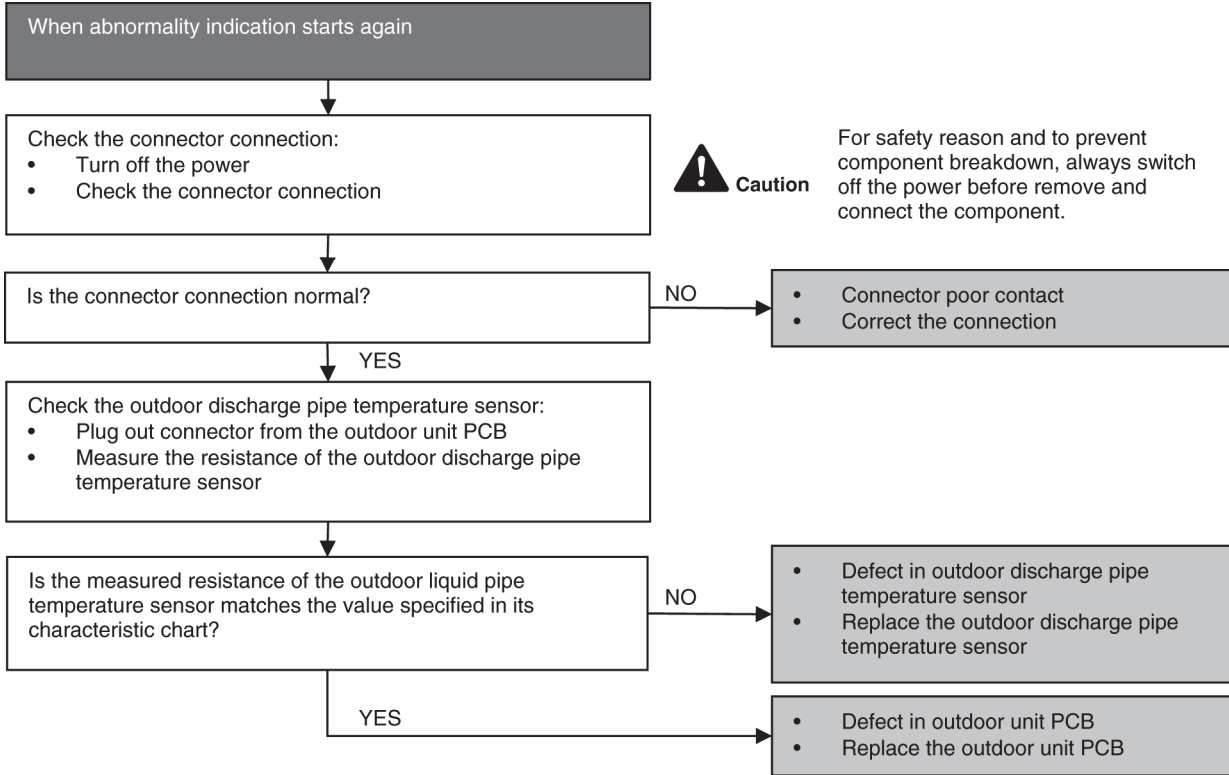 When abnormality indication starts again
Check the connector connection:
• Turn off the power
• Check the connector connection
Caution
For safety reason and to prevent
component breakdown, always switch
off the power before remove and
connect the component.
Is the connector connection normal?
NO
• Connector poor contact
• Correct the connection
YES
Check the outdoor discharge pipe temperature sensor:
• Plug out connector from the outdoor unit PCB
• Measure the resistance of the outdoor discharge pipe
temperature sensor
Is the measured resistance of the outdoor liquid pipe
temperature sensor matches the value specified in its
characteristic chart?
NO
• Defect in outdoor discharge pipe
temperature sensor
• Replace the outdoor discharge pipe
temperature sensor
YES
• Defect in outdoor unit PCB
• Replace the outdoor unit PCB